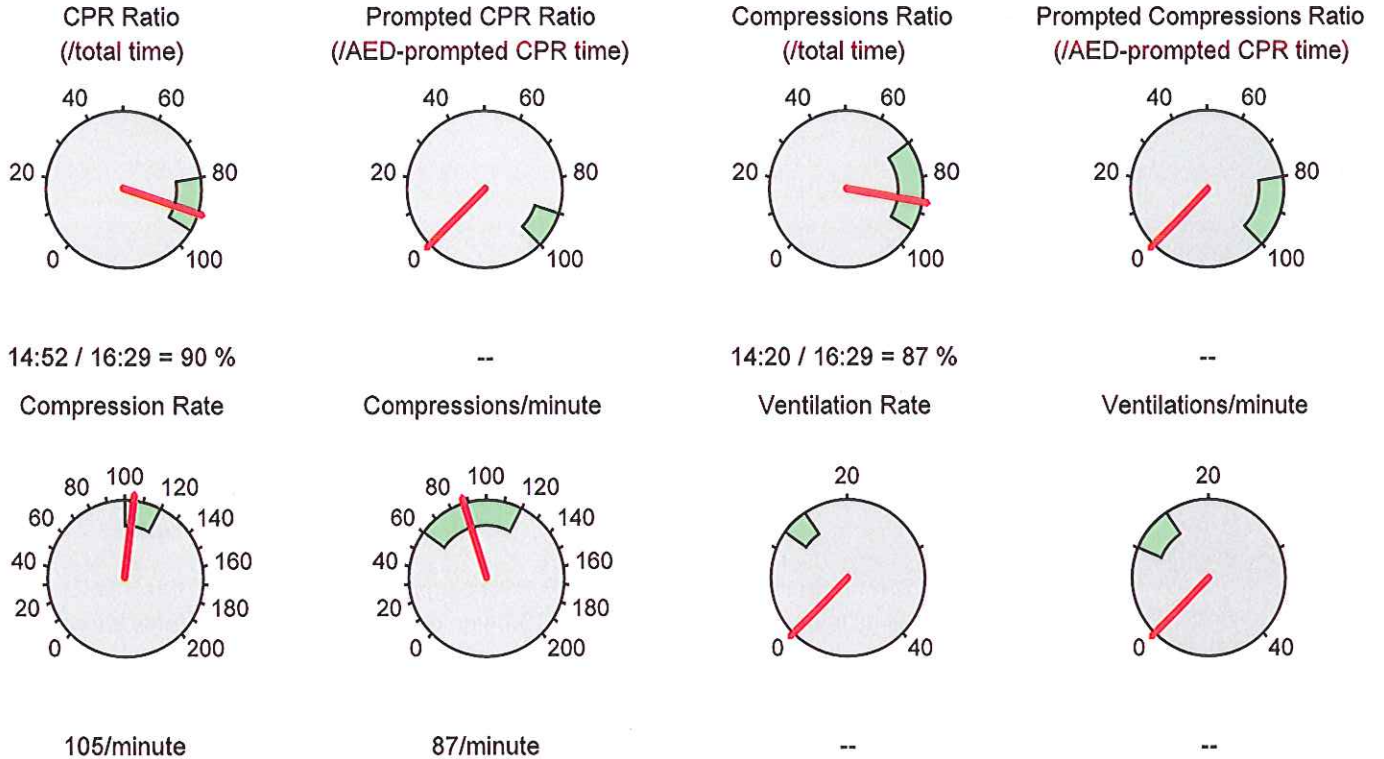 CPR Ratio
(/total time)
Prompted CPR Ratio
(/AED-prompted CPR time)
Compressions Ratio
(/total time)
Prompted Compressions Ratio
(/AED-prompted CPR time)
0 20 40 60 80 100
0 20 40 60 80 100
0 20 40 60 80 100
0 20 40 60 80 100
14:52 / 16:29 = 90 %
--
14:20 / 16:29 = 87 %
--
Compression Rate
Compressions/minute
Ventilation Rate
Ventilations/minute
0 20 40 60 80 100 120 140 160 180 200
0 20 40 60 80 100 120 140 160 180 200
0 20 40
0 20 40
105/minute
87/minute
--
--